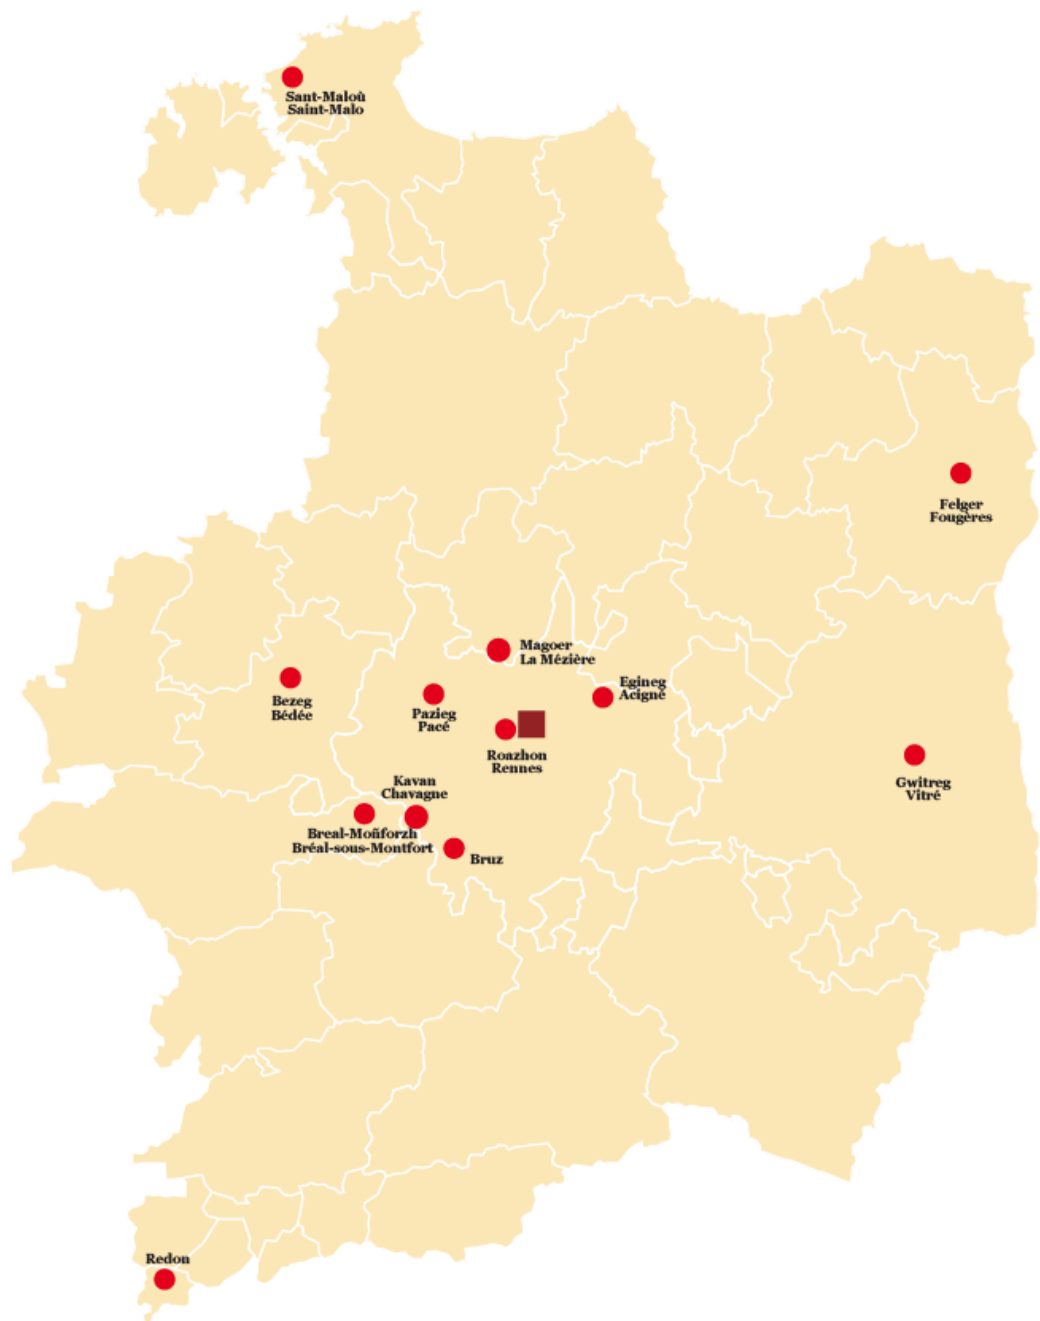 Sant-Maloù
Saint-Malo
Felger
Fougères
Magoer
La Mézière
Egineg
Acigné
Bezeg
Bédée
Pazieg
Pacé
Roazhon
Rennes
Gwitreg
Vitré
Kavan
Chavagne
Breal-Moñforzh
Bréal-sous-Montfort
Bruz
Redon